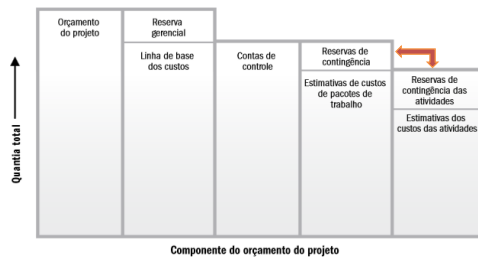 Orçamento
do projeto
Reserva
gerencial
Linha de base
dos custos
Contas de
controle
Reservas de
contingência
Estimativas de custos
de pacotes de
trabalho
Reservas de
contingência das
atividades
Estimativas dos
custos das atividades
Quantia total
Componente do orçamento do projeto